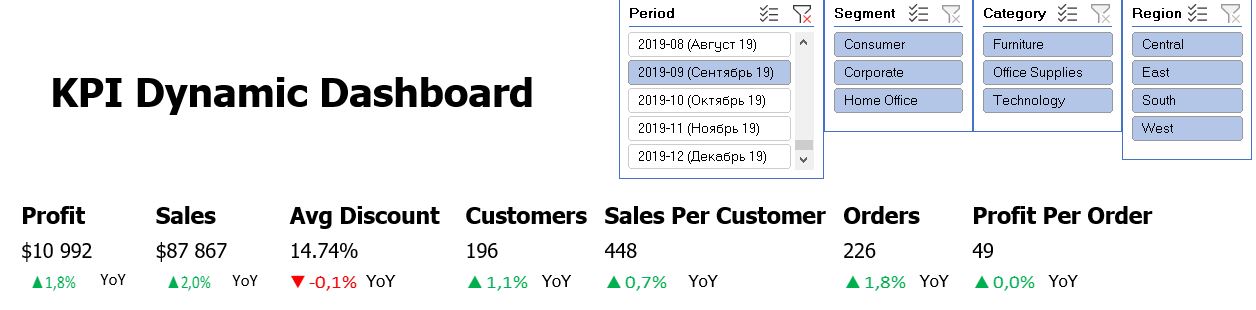 Period
2019-08 (Август 19)
2019-09 (Сентябрь 19)
2019-10 (Октябрь 19)
2019-11 (Ноябрь 19)
2019-12 (Декабрь 19)
Segment
Consumer
Corporate
Home Office
Category
Furniture
Office Supplies
Technology
Region
Central
East
South
West
KPI Dynamic Dashboard
Profit
$10 992
▲1,8% YoY
Sales
$87 867
▲2,0% YoY
Avg Discount
14.74%
▼ -0,1% YoY
Customers
196
▲1,1% YoY
Sales Per Customer
448
▲0,7% YoY
Orders
226
▲1,8% YoY
Profit Per Order
49
▲0,0% YoY